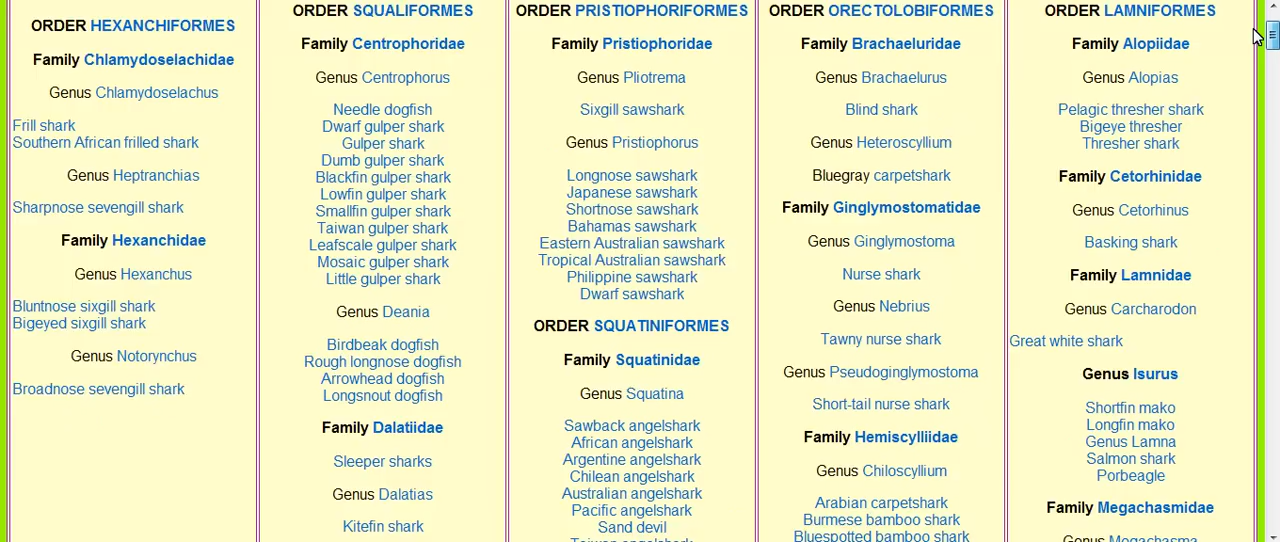 ORDER HEXANCHIFORMES
Family Chlamydoselachidae
Genus Chlamydoselachus
Frill shark
Southern African frilled shark
Genus Heptranchias
Sharpnose sevengill shark
Family Hexanchidae
Genus Hexanchus
Bluntnose sixgill shark
Bigeyed sixgill shark
Genus Notorynchus
Broadnose sevengill shark
ORDER SQUALIFORMES
Family Centrophoridae
Genus Centrophorus
Needle dogfish
Dwarf gulper shark
Gulper shark
Dumb gulper shark
Blackfin gulper shark
Lowfin gulper shark
Smallfin gulper shark
Taiwan gulper shark
Leafscale gulper shark
Mosaic gulper shark
Little gulper shark
Genus Deania
Birdbeak dogfish
Rough longnose dogfish
Arrowhead dogfish
Longsnout dogfish
Family Dalatiidae
Sleeper sharks
Genus Dalatias
Kitefin shark
ORDER PRISTIOPHORIFORMES
Family Pristiophoridae
Genus Pliotrema
Sixgill sawshark
Genus Pristiophorus
Longnose sawshark
Japanese sawshark
Shortnose sawshark
Bahamas sawshark
Eastern Australian sawshark
Tropical Australian sawshark
Philippine sawshark
Dwarf sawshark
ORDER SQUATINIFORMES
Family Squatinidae
Genus Squatina
Sawback angelshark
African angelshark
Argentine angelshark
Chilean angelshark
Australian angelshark
Pacific angelshark
Sand devil
Taiwan angelshark
ORDER ORECTOLOBIFORMES
Family Brachaeluridae
Genus Brachaelurus
Blind shark
Genus Heteroscyllium
Bluegray carpetshark
Family Ginglymostomatidae
Genus Ginglymostoma
Nurse shark
Genus Nebrius
Tawny nurse shark
Genus Pseudoginglymostoma
Short-tail nurse shark
Family Hemiscylliidae
Genus Chiloscyllium
Arabian carpetshark
Burmese bamboo shark
Bluespotted bamboo shark
ORDER LAMNIFORMES
Family Alopiidae
Genus Alopias
Pelagic thresher shark
Bigeye thresher
Thresher shark
Family Cetorhinidae
Genus Cetorhinus
Basking shark
Family Lamnidae
Genus Carcharodon
Great white shark
Genus Isurus
Shortfin mako
Longfin mako
Genus Lamna
Salmon shark
Porbeagle
Family Megachasmidae
Genus Megachasma